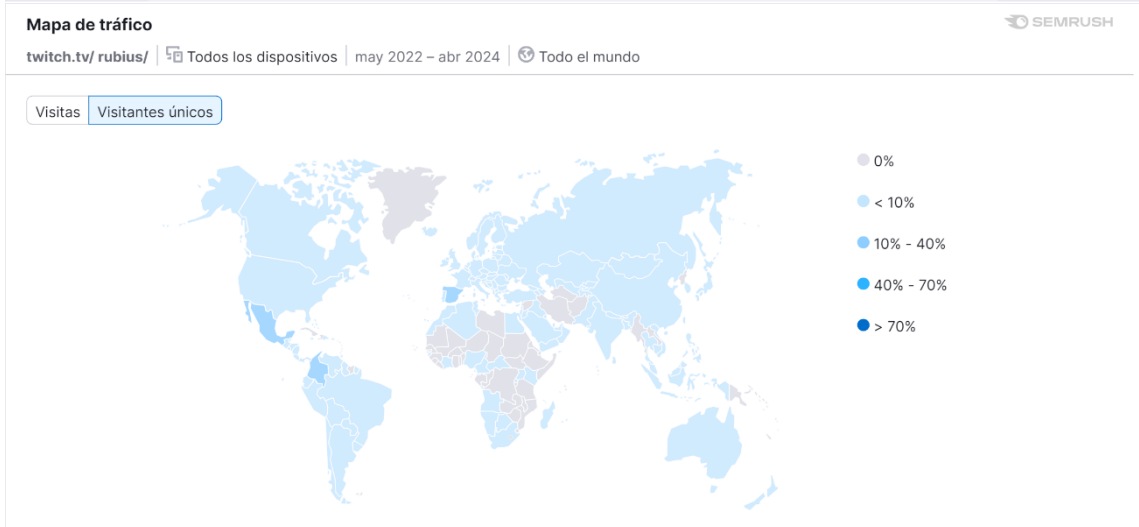 Mapa de tráfico
SEMRUSH
twitch.tv/ rubius/ Todos los dispositivos may 2022 – abr 2024 Todo el mundo
Visitas Visitantes únicos
0%
< 10%
10% - 40%
40% - 70%
> 70%